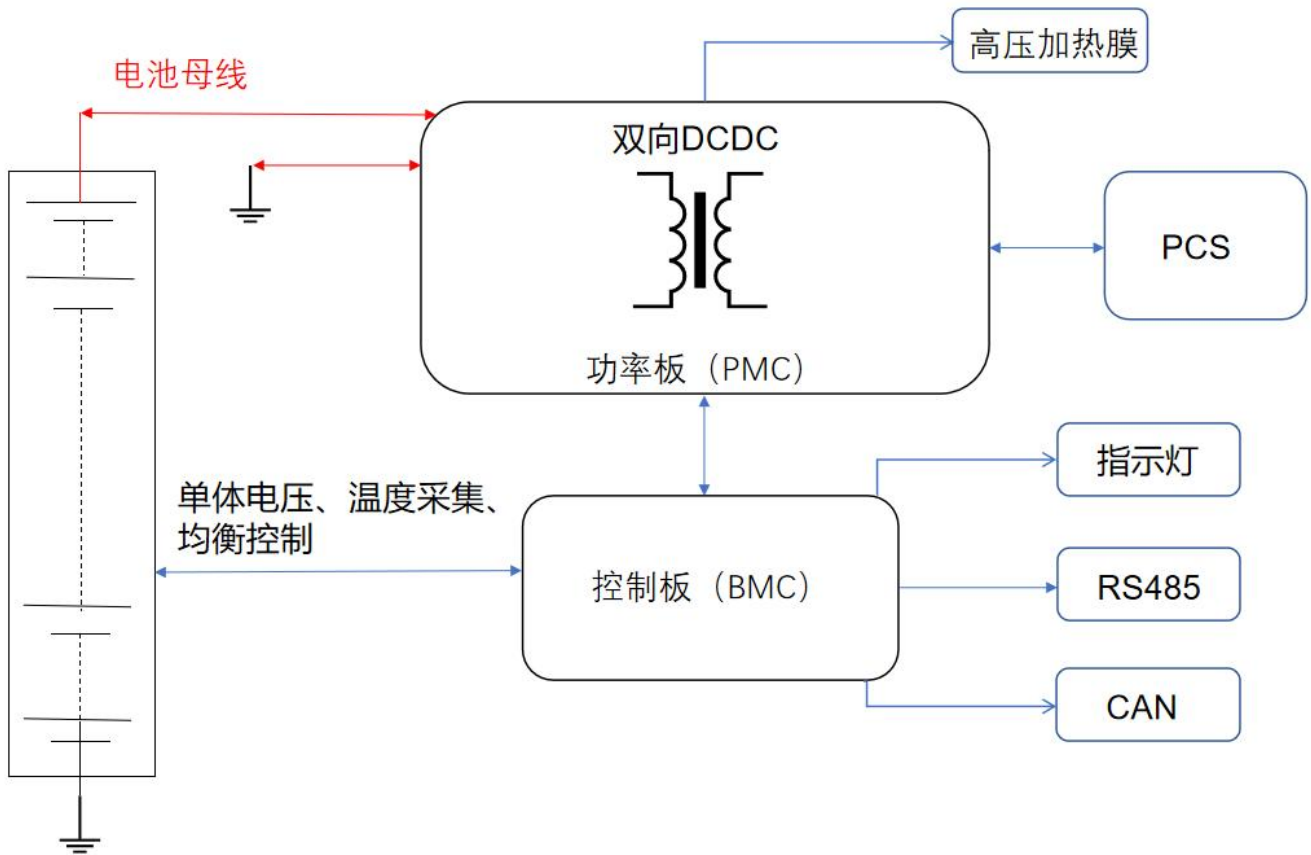 高压加热膜
电池母线
双向DCDC
PCS
功率板（PMC）
指示灯
单体电压、温度采集、
均衡控制
控制板（BMC）
RS485
CAN